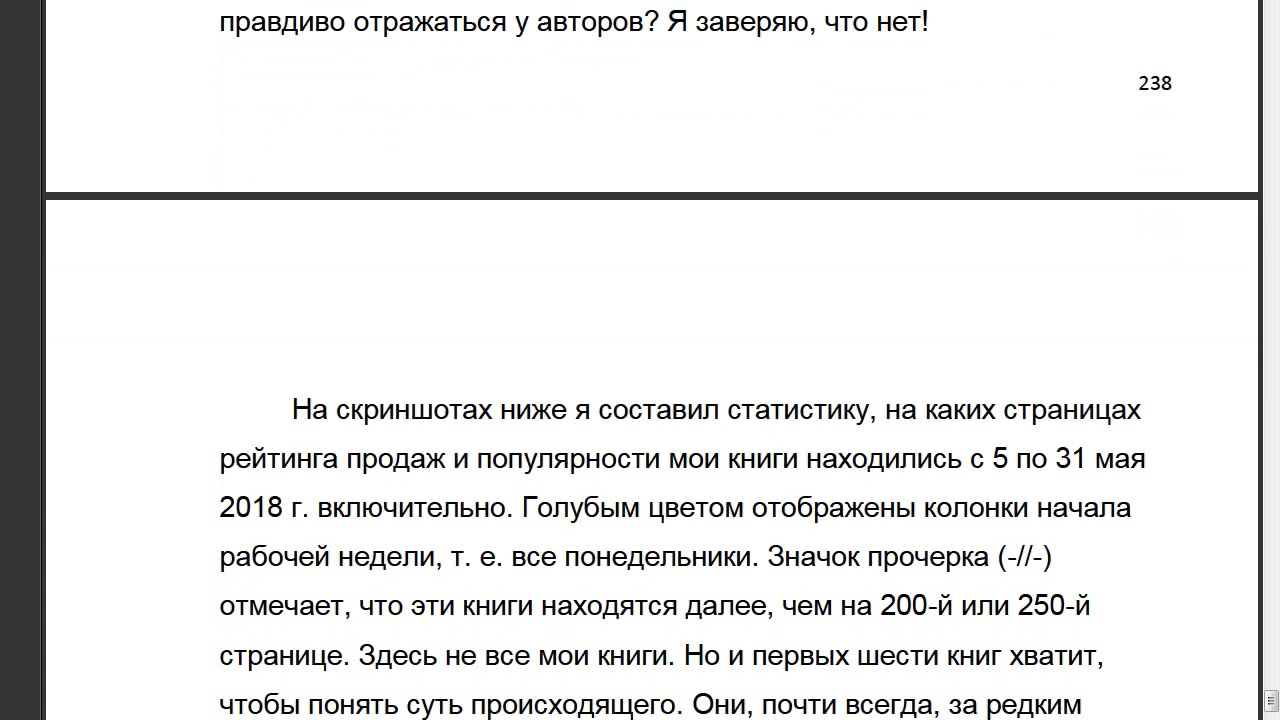 правдиво отражаться у авторов? Я заверяю, что нет!
238
На скриншотах ниже я составил статистику, на каких страницах
рейтинга продаж и популярности мои книги находились с 5 по 31 мая
2018 г. включительно. Голубым цветом отображены колонки начала
рабочей недели, т. е. все понедельники. Значок прочерка (-//-)
отмечает, что эти книги находятся далее, чем на 200-й или 250-й
странице. Здесь не все мои книги. Но и первых шести книг хватит,
чтобы понять суть происходящего. Они, почти всегда, за редким